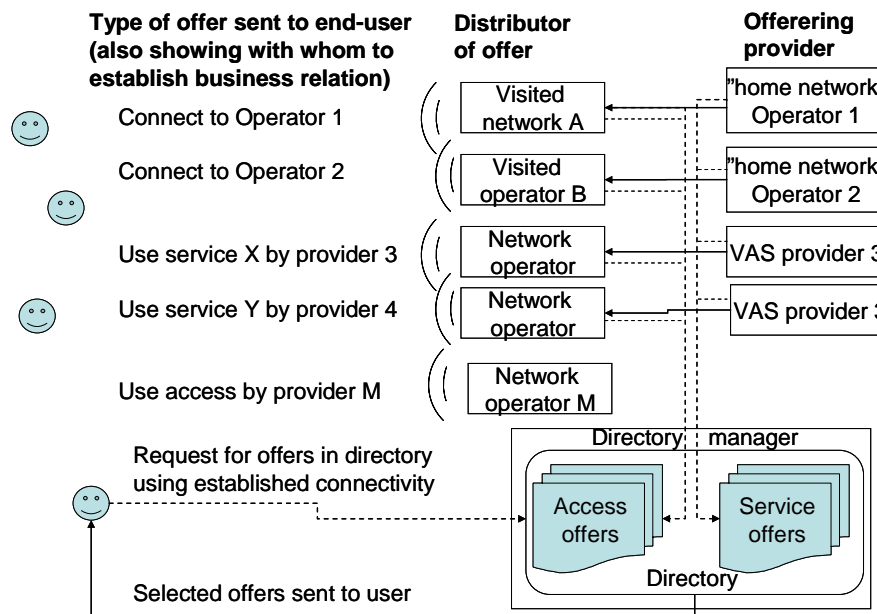 Type of offer sent to end-user
(also showing with whom to
establish business relation)
Distributor
of offer
Offerering
provider
Connect to Operator 1
Visited
network A
"home network
Operator 1
Connect to Operator 2
Visited
operator B
"home network
Operator 2
Use service X by provider 3
Network
operator
VAS provider 3
Use service Y by provider 4
Network
operator
VAS provider 3
Use access by provider M
Network
operator M
Directory manager
Request for offers in directory
using established connectivity
Access
offers
Service
offers
Directory
Selected offers sent to user